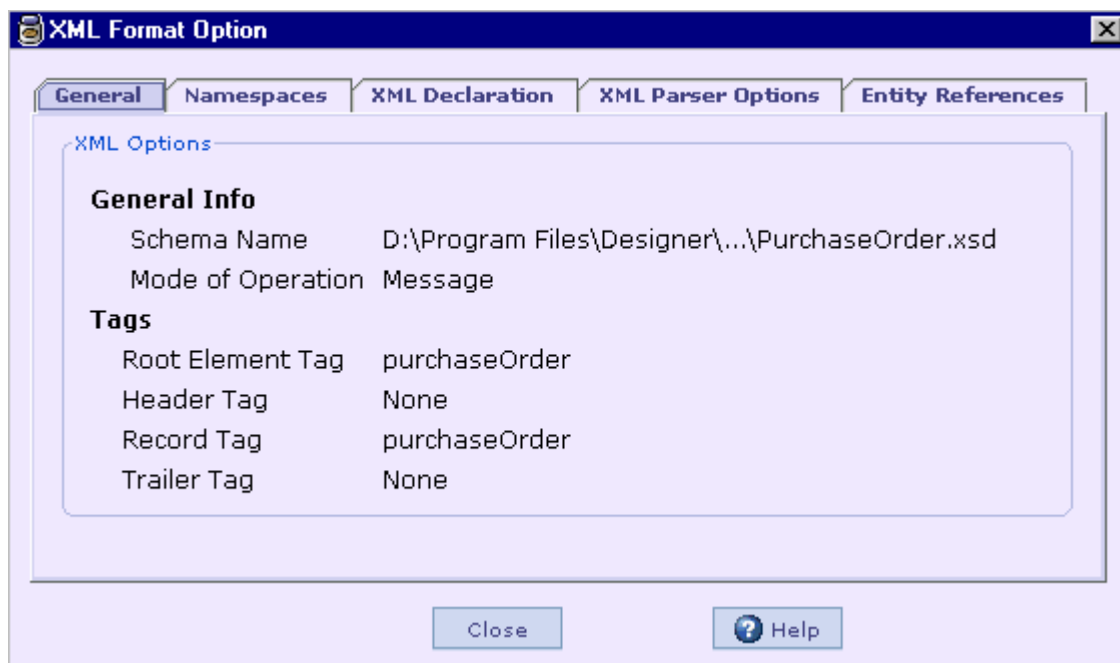 XML Format Option
General Namespaces XML Declaration XML Parser Options Entity References
XML Options
General Info
Schema Name D:\Program Files\Designer\...\PurchaseOrder.xsd
Mode of Operation Message
Tags
Root Element Tag purchaseOrder
Header Tag None
Record Tag purchaseOrder
Trailer Tag None
Close ? Help